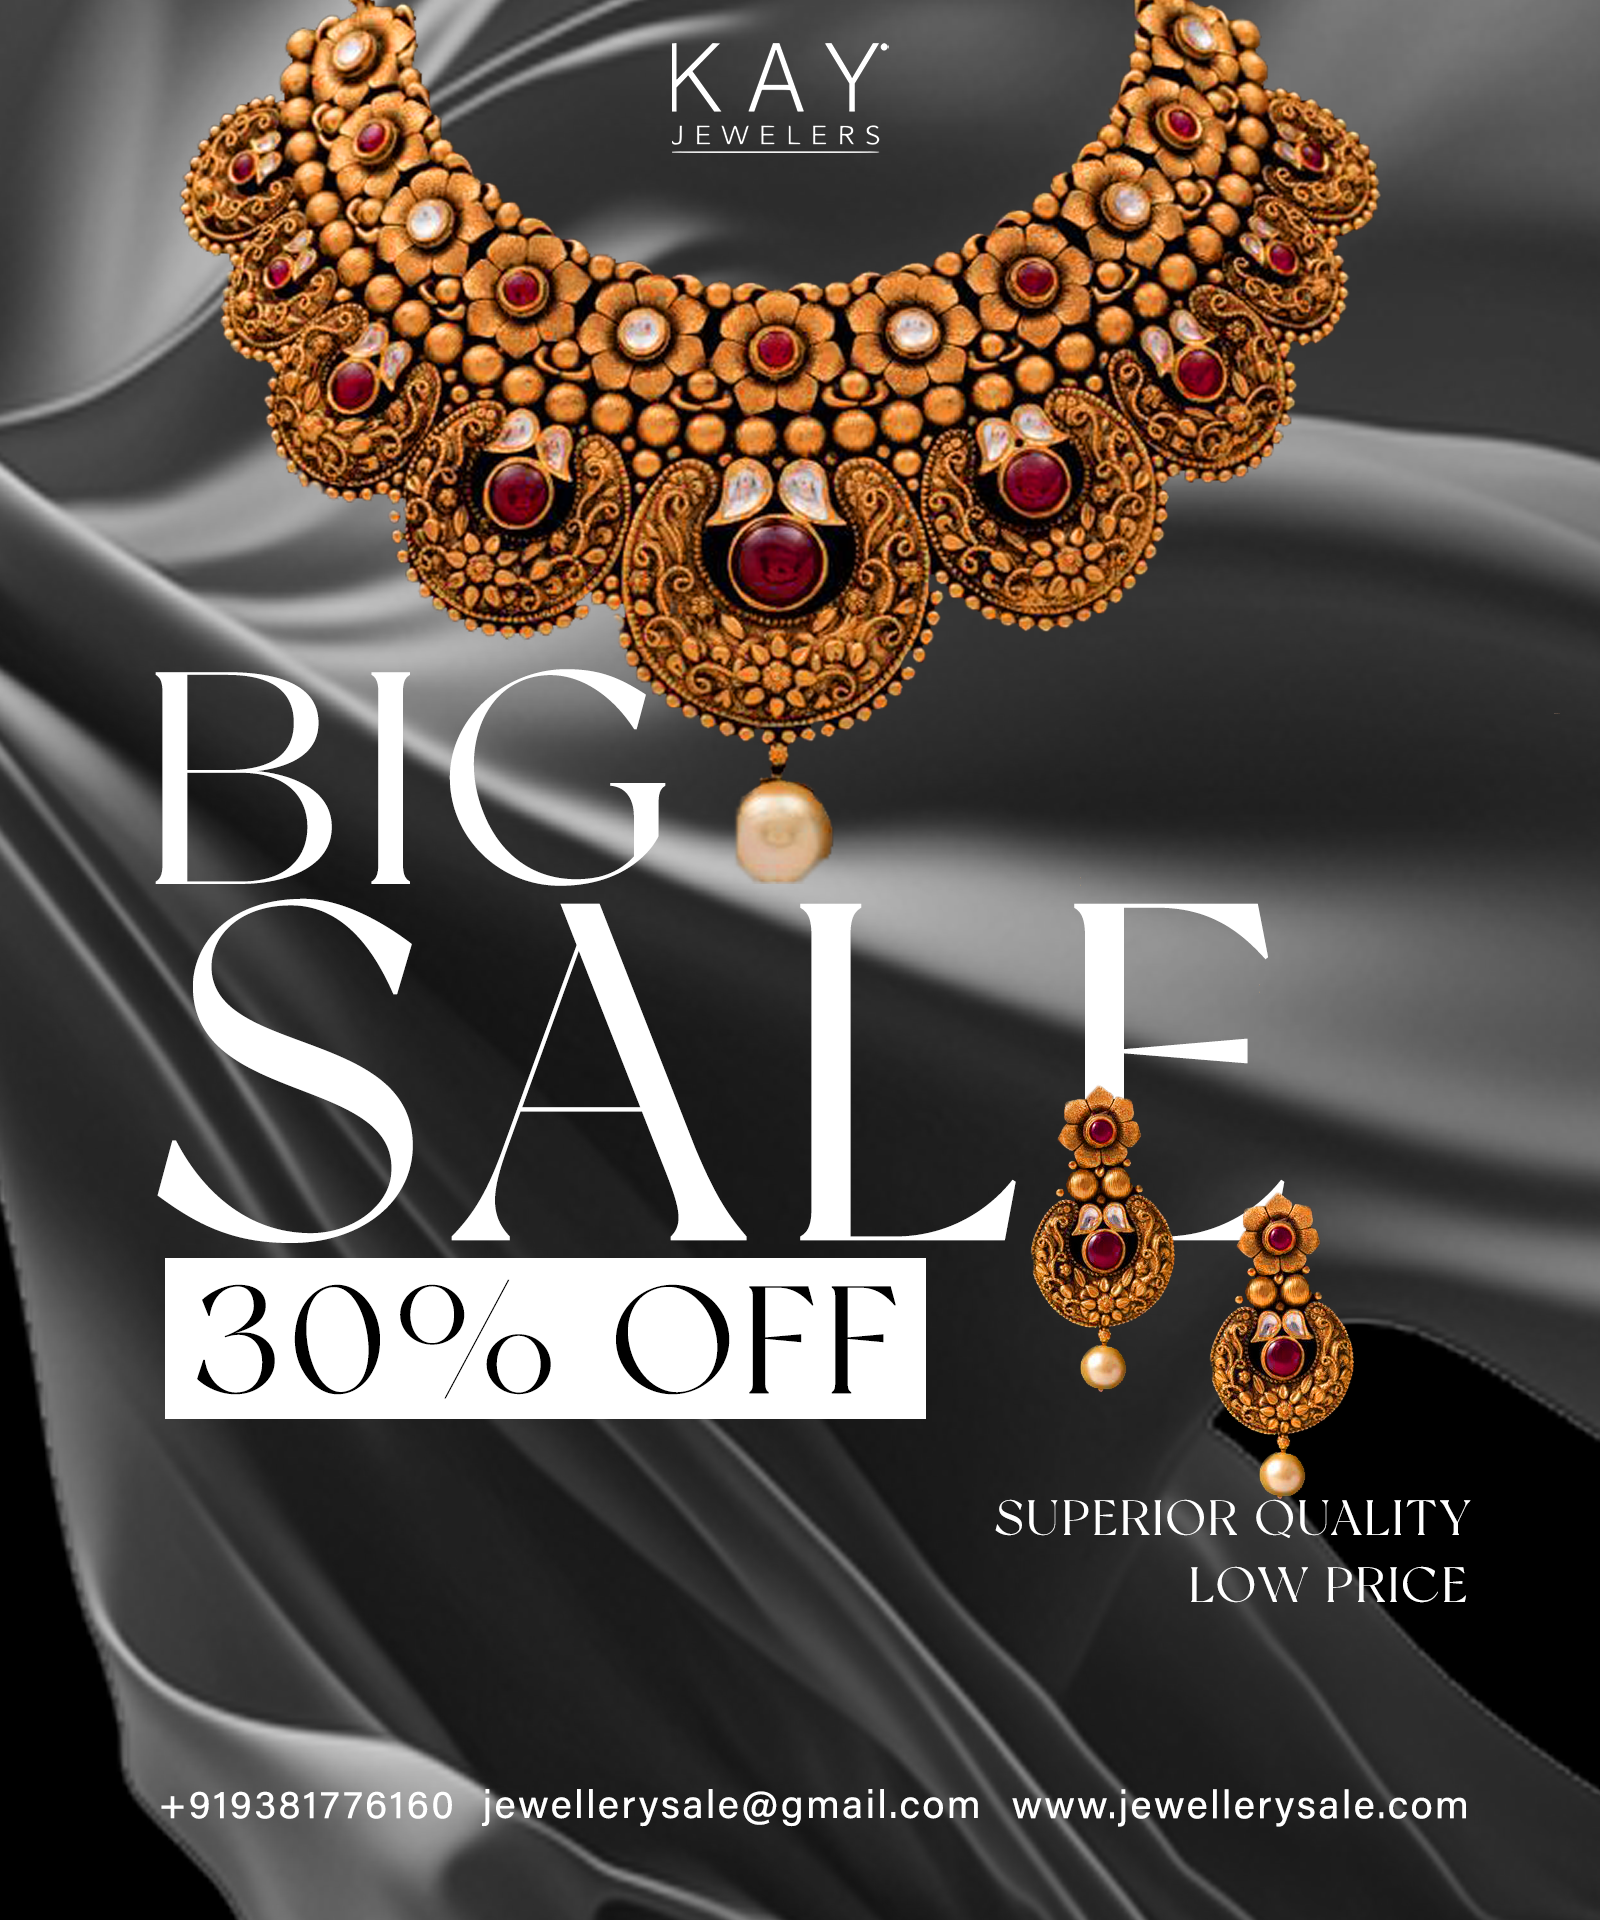 KAY
JEWELERS
BIG
SALE
30% OFF
SUPERIOR QUALITY
LOW PRICE
+919381776160 jewellerysale@gmail.com www.jewellerysale.com